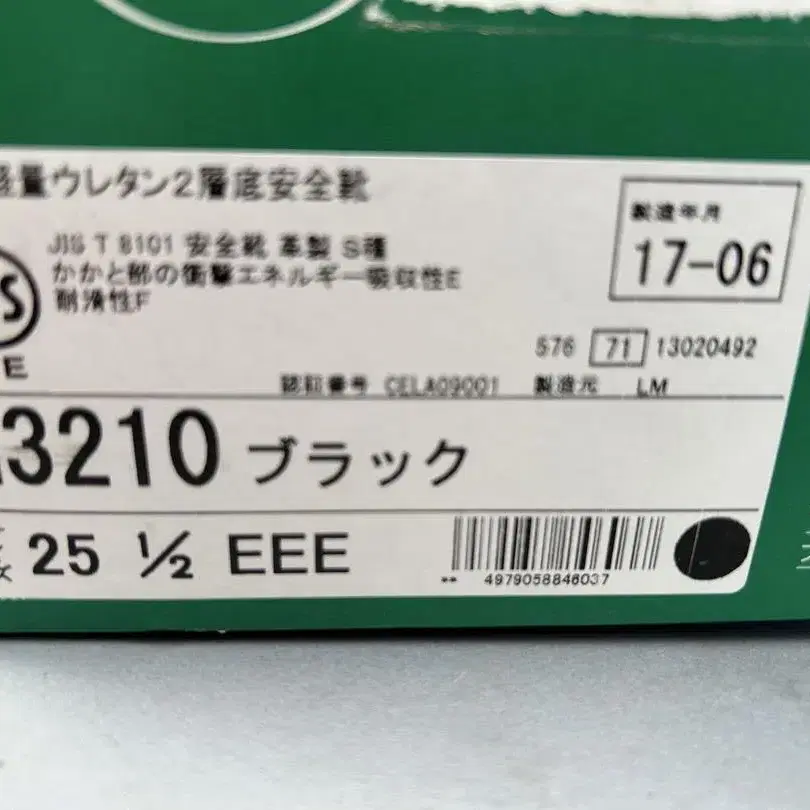 軽量ウレタン2層底安全靴
JIS T 8101 安全靴 革製 S種
かかと部の衝撃エネルギー吸収性E
耐滑性F
S
E
製造年月
17-06
576 71 13020492
認証番号 CELA09001 製造元 LM
3210 ブラック
25 ½ EEE
** 4979058846037